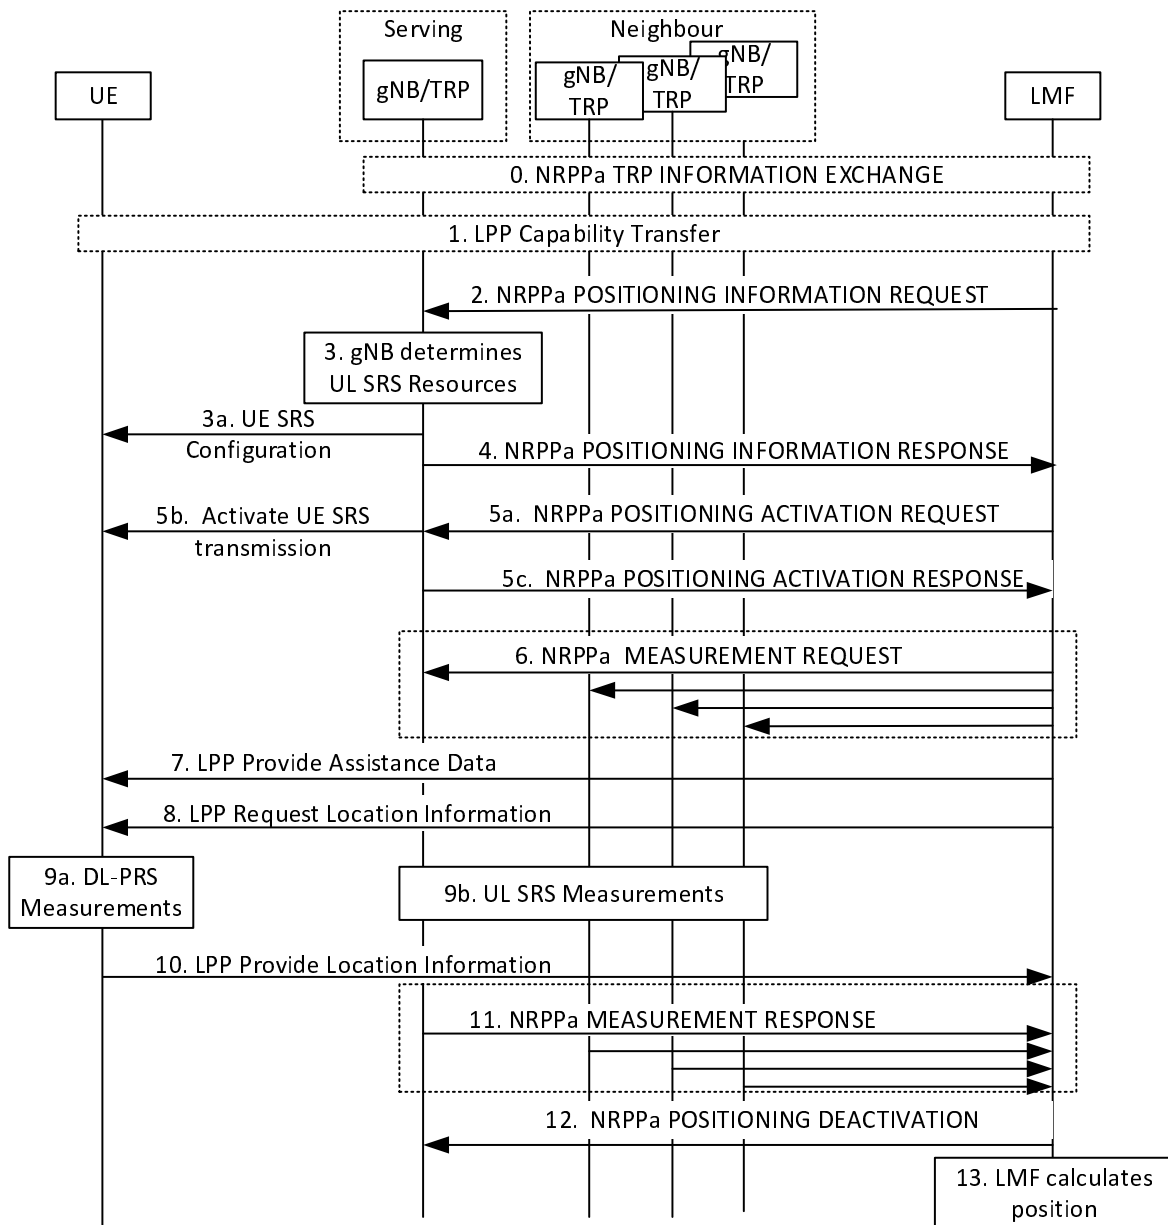 Serving
Neighbour
UE
gNB/TRP
gNB/
TRP
gNB/
TRP
gNB/
TRP
LMF
0. NRPPa TRP INFORMATION EXCHANGE
1. LPP Capability Transfer
2. NRPPa POSITIONING INFORMATION REQUEST
3. gNB determines
UL SRS Resources
3a. UE SRS
Configuration
4. NRPPa POSITIONING INFORMATION RESPONSE
5b. Activate UE SRS
transmission
5a. NRPPa POSITIONING ACTIVATION REQUEST
5c. NRPPa POSITIONING ACTIVATION RESPONSE
6. NRPPa MEASUREMENT REQUEST
7. LPP Provide Assistance Data
8. LPP Request Location Information
9a. DL-PRS
Measurements
9b. UL SRS Measurements
10. LPP Provide Location Information
11. NRPPa MEASUREMENT RESPONSE
12. NRPPa POSITIONING DEACTIVATION
13. LMF calculates
position